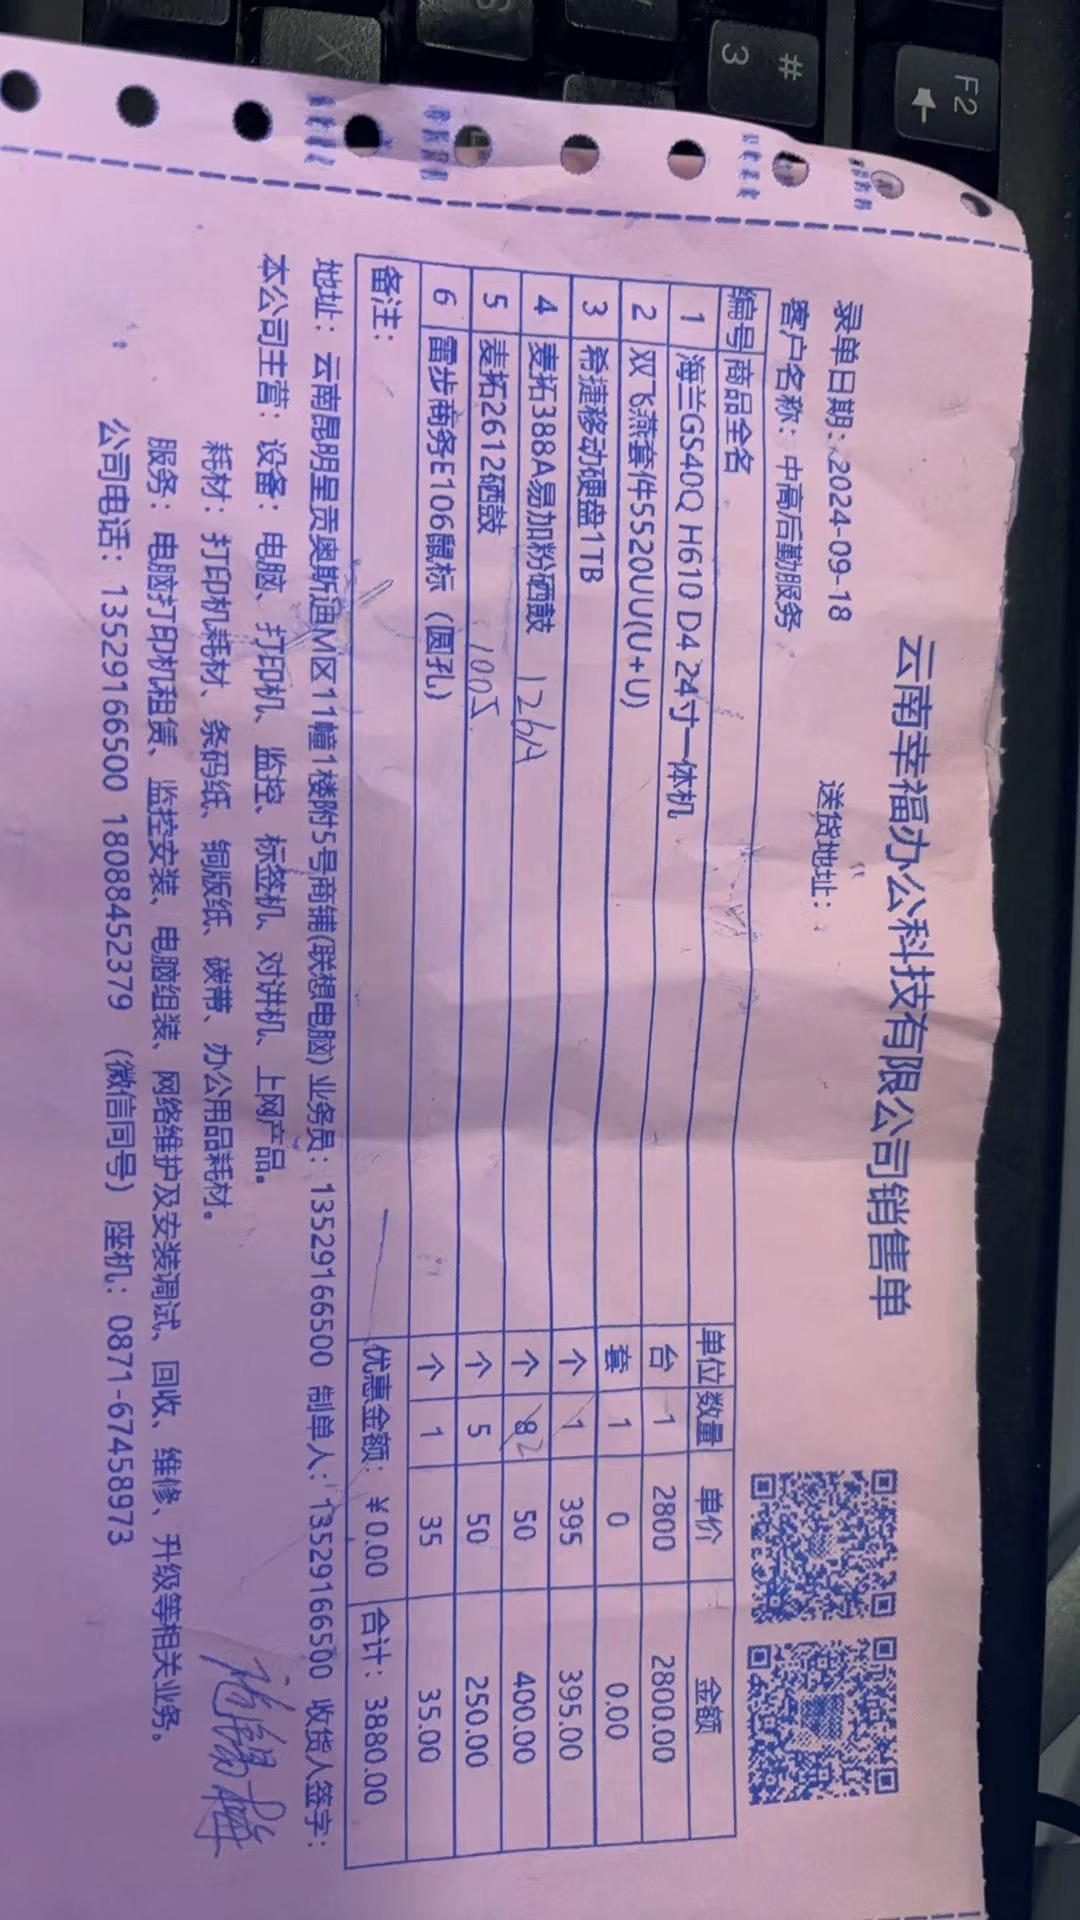 云南幸福办公科技有限公司销售单
录单日期：2024-09-18 送货地址：
客户名称：中高后勤服务
编号 商品全名 单位 数量 单价 金额
1 海兰GS40Q H610 D4 24寸一体机 台 1 2800 2800.00
2 双飞燕套件5520UU(U+U) 套 1 0 0.00
3 希捷移动硬盘1TB 个 1 395 395.00
4 麦拓388A易加粉硒鼓 126A 个 8 2 50 400.00
5 麦拓2612硒鼓 1005 个 5 50 250.00
6 雷步商务E106鼠标（圆孔） 个 1 35 35.00
备注： 优惠金额：￥0.00 合计：3880.00
地址：云南昆明呈贡奥斯迪M区11幢1楼附5号商铺(联想电脑) 业务员：13529166500 制单人：13529166500 收货人签字：
本公司主营：设备：电脑、打印机、监控、标签机、对讲机、上网产品。
耗材：打印机耗材、条码纸、铜版纸、碳带、办公用品耗材。
服务：电脑打印机租赁、监控安装、电脑组装、网络维护及安装调试、回收、维修、升级等相关业务。
公司电话：13529166500 18088452379 （微信同号）座机：0871-67458973
F2
#
3
X